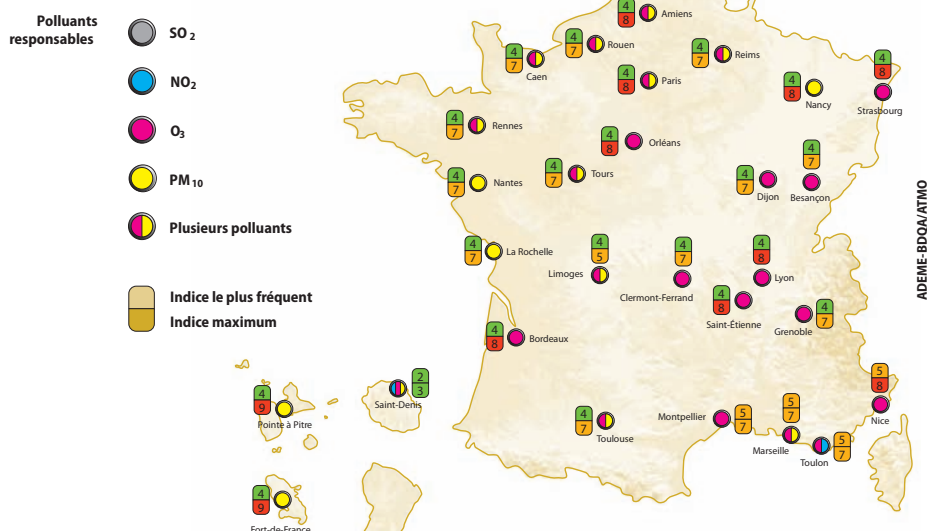 Polluants
responsables
SO2
NO2
O3
PM10
Plusieurs polluants
Indice le plus fréquent
Indice maximum
4
8
Amiens
4
7
Rouen
4
7
Caen
4
7
Reims
4
8
Paris
4
8
Nancy
4
8
Strasbourg
4
7
Rennes
4
8
Orléans
4
7
Tours
4
7
Nantes
4
7
Dijon
4
7
Besançon
4
7
La Rochelle
4
5
Limoges
4
7
Clermont-Ferrand
4
8
Lyon
4
8
Saint-Étienne
4
7
Grenoble
4
8
Bordeaux
4
9
Pointe à Pitre
2
3
Saint-Denis
4
7
Toulouse
Montpellier
5
7
5
7
Marseille
5
7
Toulon
5
8
Nice
4
9
Fort-de-France
ADEME-BDQA/ATMO